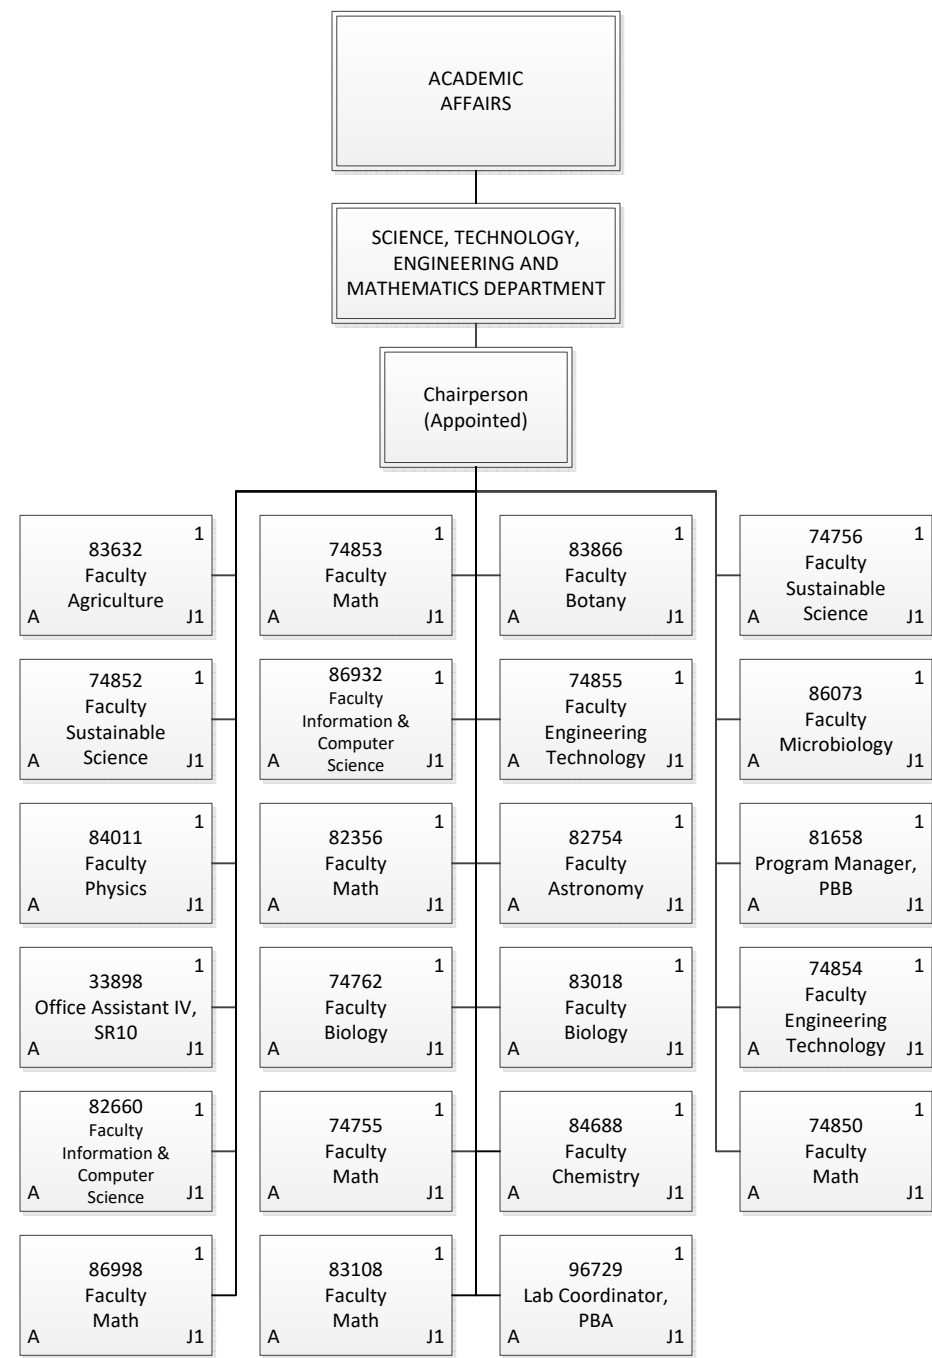 ACADEMIC
AFFAIRS
SCIENCE, TECHNOLOGY,
ENGINEERING AND
MATHEMATICS DEPARTMENT
Chairperson
(Appointed)
1
83632
Faculty
Agriculture
A J1
1
74853
Faculty
Math
A J1
1
83866
Faculty
Botany
A J1
1
74756
Faculty
Sustainable
Science
A J1
1
74852
Faculty
Sustainable
Science
A J1
1
86932
Faculty
Information &
Computer
Science
A J1
1
74855
Faculty
Engineering
Technology
A J1
1
86073
Faculty
Microbiology
A J1
1
84011
Faculty
Physics
A J1
1
82356
Faculty
Math
A J1
1
82754
Faculty
Astronomy
A J1
1
81658
Program Manager,
PBB
A J1
1
33898
Office Assistant IV,
SR10
A J1
1
74762
Faculty
Biology
A J1
1
83018
Faculty
Biology
A J1
1
74854
Faculty
Engineering
Technology
A J1
1
82660
Faculty
Information &
Computer
Science
A J1
1
74755
Faculty
Math
A J1
1
84688
Faculty
Chemistry
A J1
1
74850
Faculty
Math
A J1
1
86998
Faculty
Math
A J1
1
83108
Faculty
Math
A J1
1
96729
Lab Coordinator,
PBA
A J1